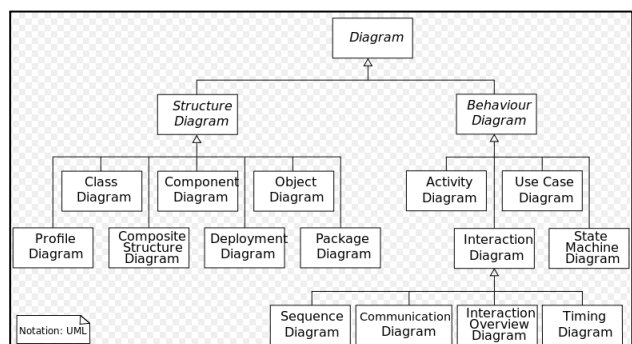 Diagram
Structure
Diagram
Behaviour
Diagram
Class
Diagram
Component
Diagram
Object
Diagram
Activity
Diagram
Use Case
Diagram
Profile
Diagram
Composite
Structure
Diagram
Deployment
Diagram
Package
Diagram
Interaction
Diagram
State
Machine
Diagram
Sequence
Diagram
Communication
Diagram
Interaction
Overview
Diagram
Timing
Diagram
Notation: UML